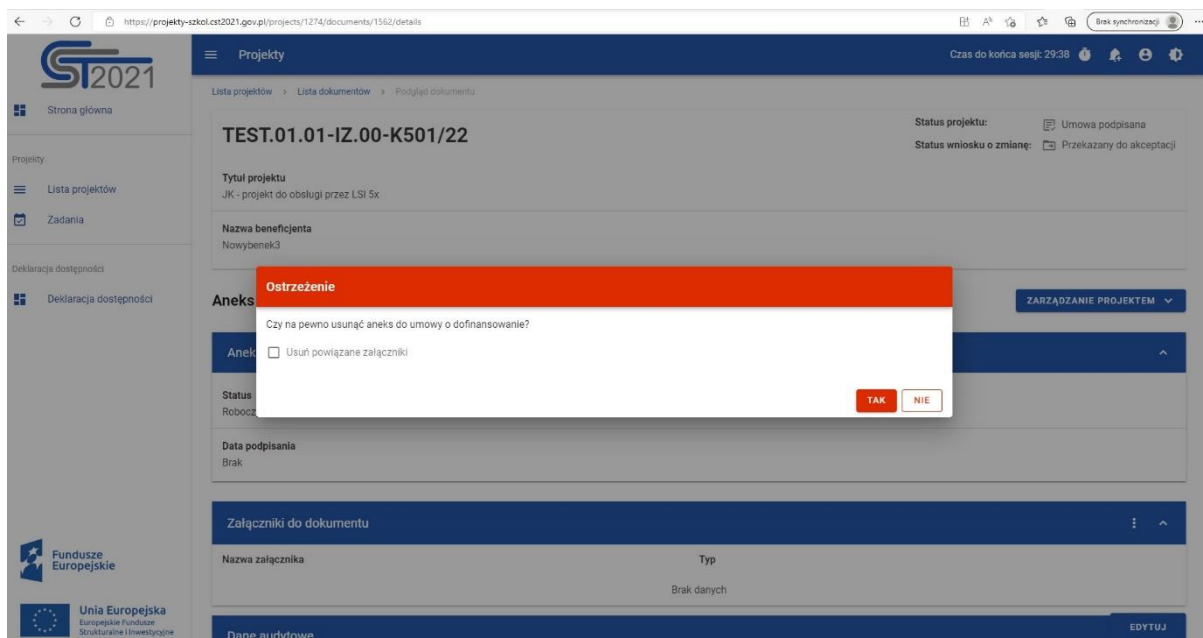 https://projekty-szkol.cst2021.gov.pl/projects/1274/documents/1562/details
Brak synchronizacji
ST2021
Strona główna
Projekty
Lista projektów
Zadania
Deklaracja dostępności
Deklaracja dostępności
Fundusze
Europejskie
Unia Europejska
Europejskie Fundusze
Strukturalne i Inwestycyjne
Projekty
Czas do końca sesji: 29:38
Lista projektów > Lista dokumentów > Podgląd dokumentu
TEST.01.01-IZ.00-K501/22
Status projektu: Umowa podpisana
Status wniosku o zmianę: Przekazany do akceptacji
Tytuł projektu
JK - projekt do obsługi przez LSI 5x
Nazwa beneficjenta
Nowybenek3
Aneks
ZARZĄDZANIE PROJEKTEM
Ostrzeżenie
Czy na pewno usunąć aneks do umowy o dofinansowanie?
Usuń powiązane załączniki
TAK NIE
Anek
Status
Robocz
Data podpisania
Brak
Załączniki do dokumentu
Nazwa załącznika Typ
Brak danych
Dane audytowe
EDYTUJ